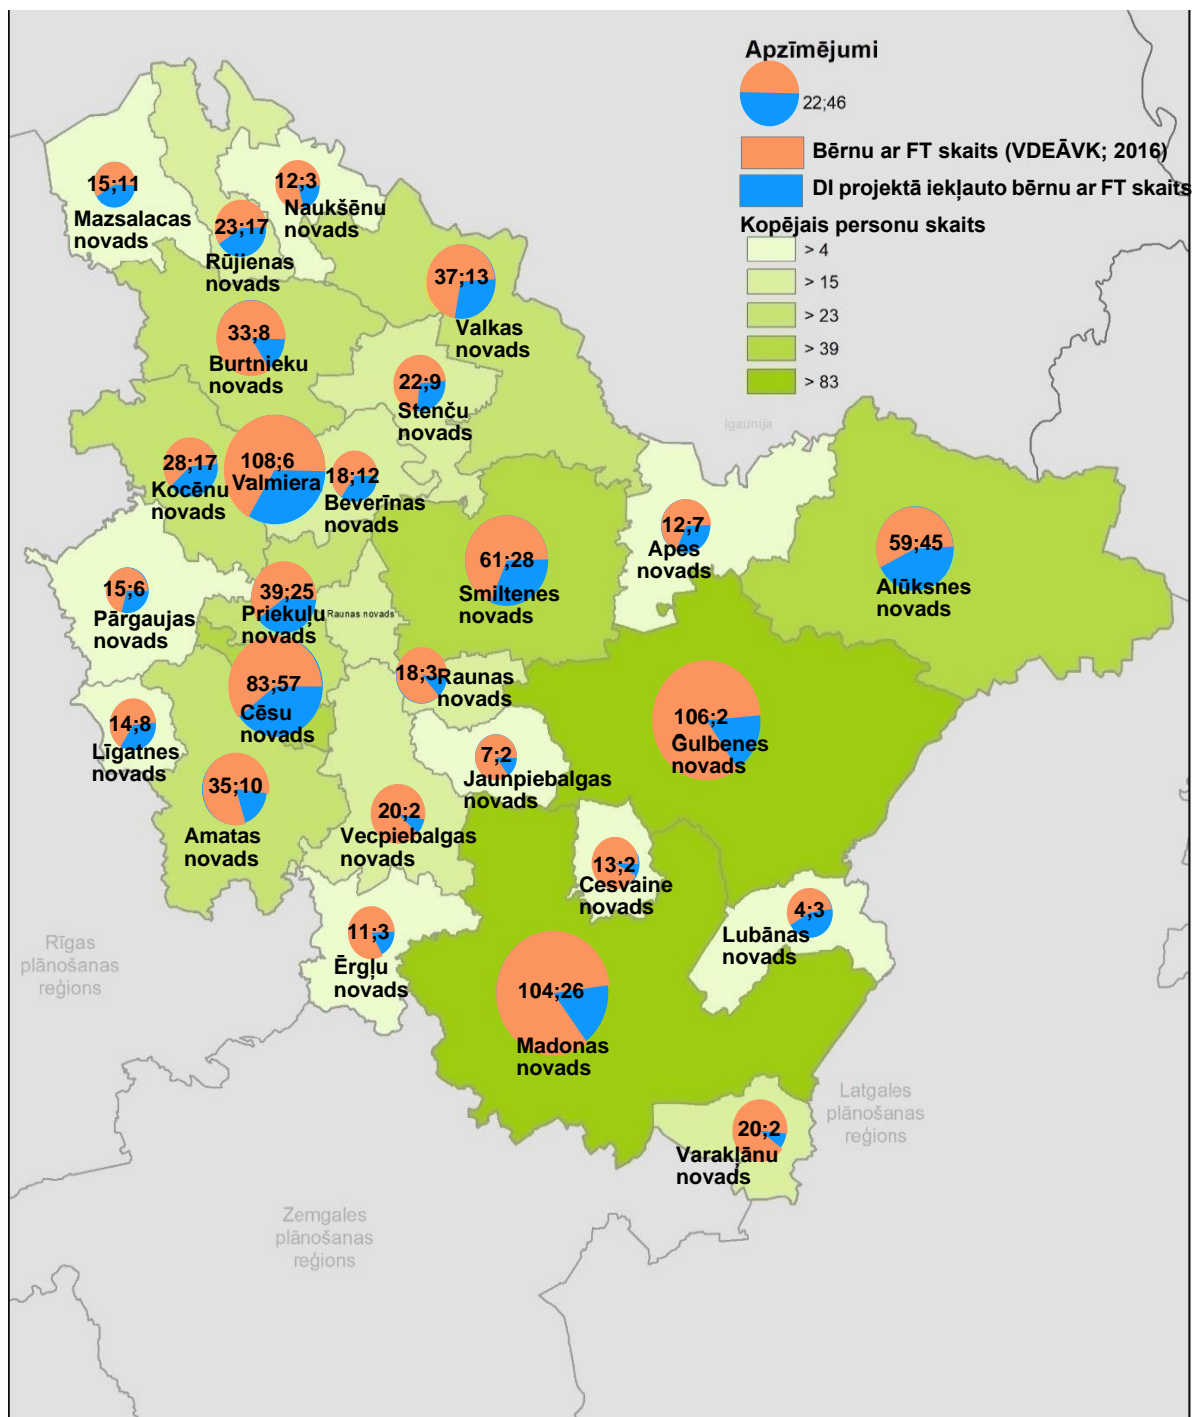 Apzīmējumi
22;46
Bērnu ar FT skaits (VDEĀVK; 2016)
DI projektā iekļauto bērnu ar FT skaits
Kopējais personu skaits
> 4
> 15
> 23
> 39
> 83
15;11
Mazsalacas
novads
12;3
Naukšēnu
novads
23;17
Rūjienas
novads
37;13
Valkas
novads
33;8
Burtnieku
novads
22;9
Stenču
novads
Igaunija
28;17
Kocēnu
novads
108;6
Valmiera
18;12
Beverīnas
novads
12;7
Apes
novads
59;45
Alūksnes
novads
61;28
Smiltenes
novads
15;6
Pārgaujas
novads
39;25
Priekuļu
novads
Raunas novads
83;57
Cēsu
novads
18;3
Raunas
novads
106;2
Gulbenes
novads
14;8
Līgatnes
novads
7;2
Jaunpiebalgas
novads
35;10
Amatas
novads
20;2
Vecpiebalgas
novads
13;2
Cesvaine
novads
4;3
Lubānas
novads
11;3
Ērgļu
novads
Rīgas
plānošanas
reģions
104;26
Madonas
novads
Latgales
plānošanas
reģions
20;2
Varakļānu
novads
Zemgales
plānošanas
reģions